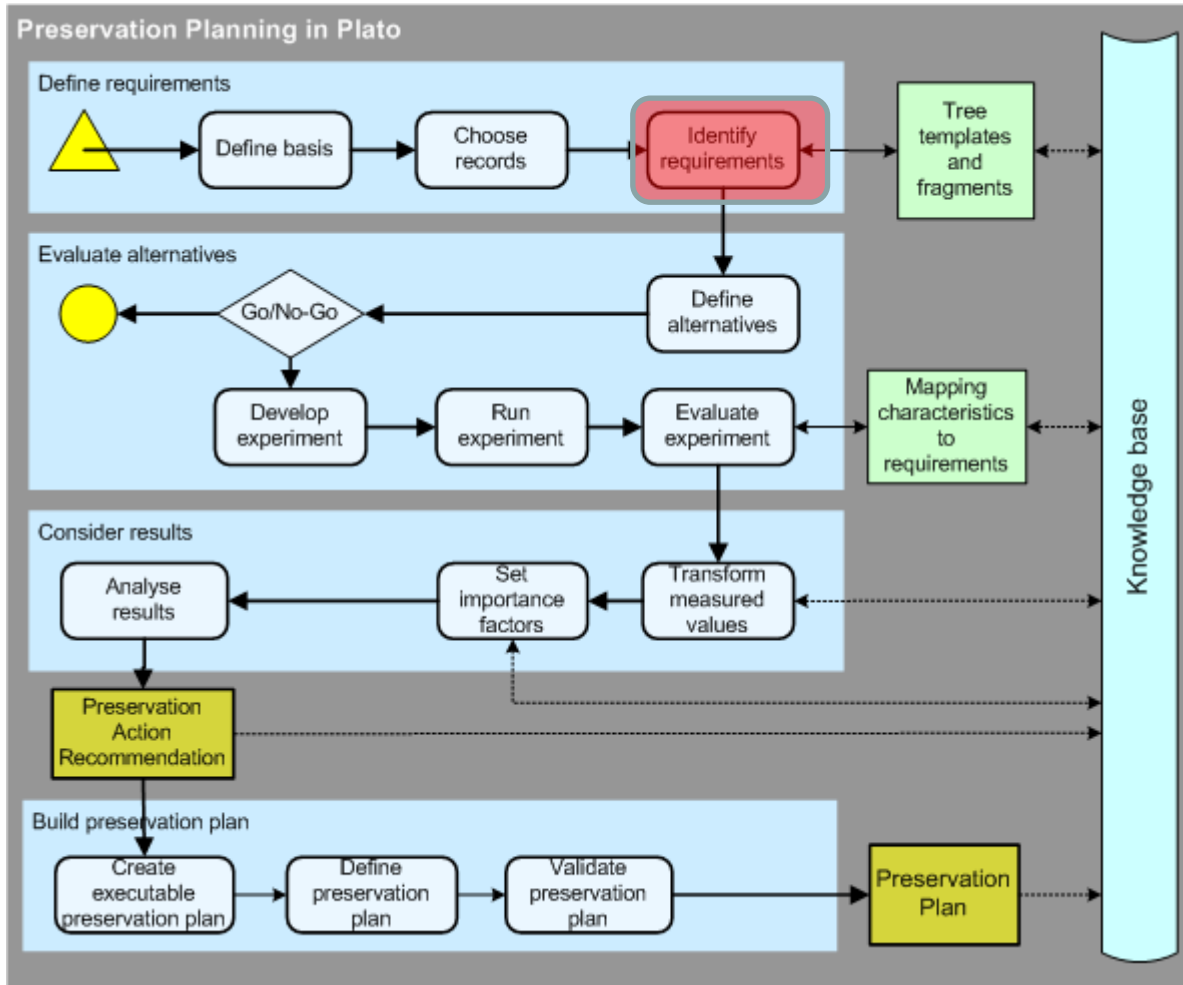 Preservation Planning in Plato
Define requirements
Define basis
Choose
records
Identify
requirements
Tree
templates
and
fragments
Evaluate alternatives
Go/No-Go
Define
alternatives
Develop
experiment
Run
experiment
Evaluate
experiment
Mapping
characteristics
to
requirements
Knowledge base
Consider results
Analyse
results
Set
importance
factors
Transform
measured
values
Preservation
Action
Recommendation
Build preservation plan
Create
executable
preservation plan
Define
preservation
plan
Validate
preservation
plan
Preservation
Plan